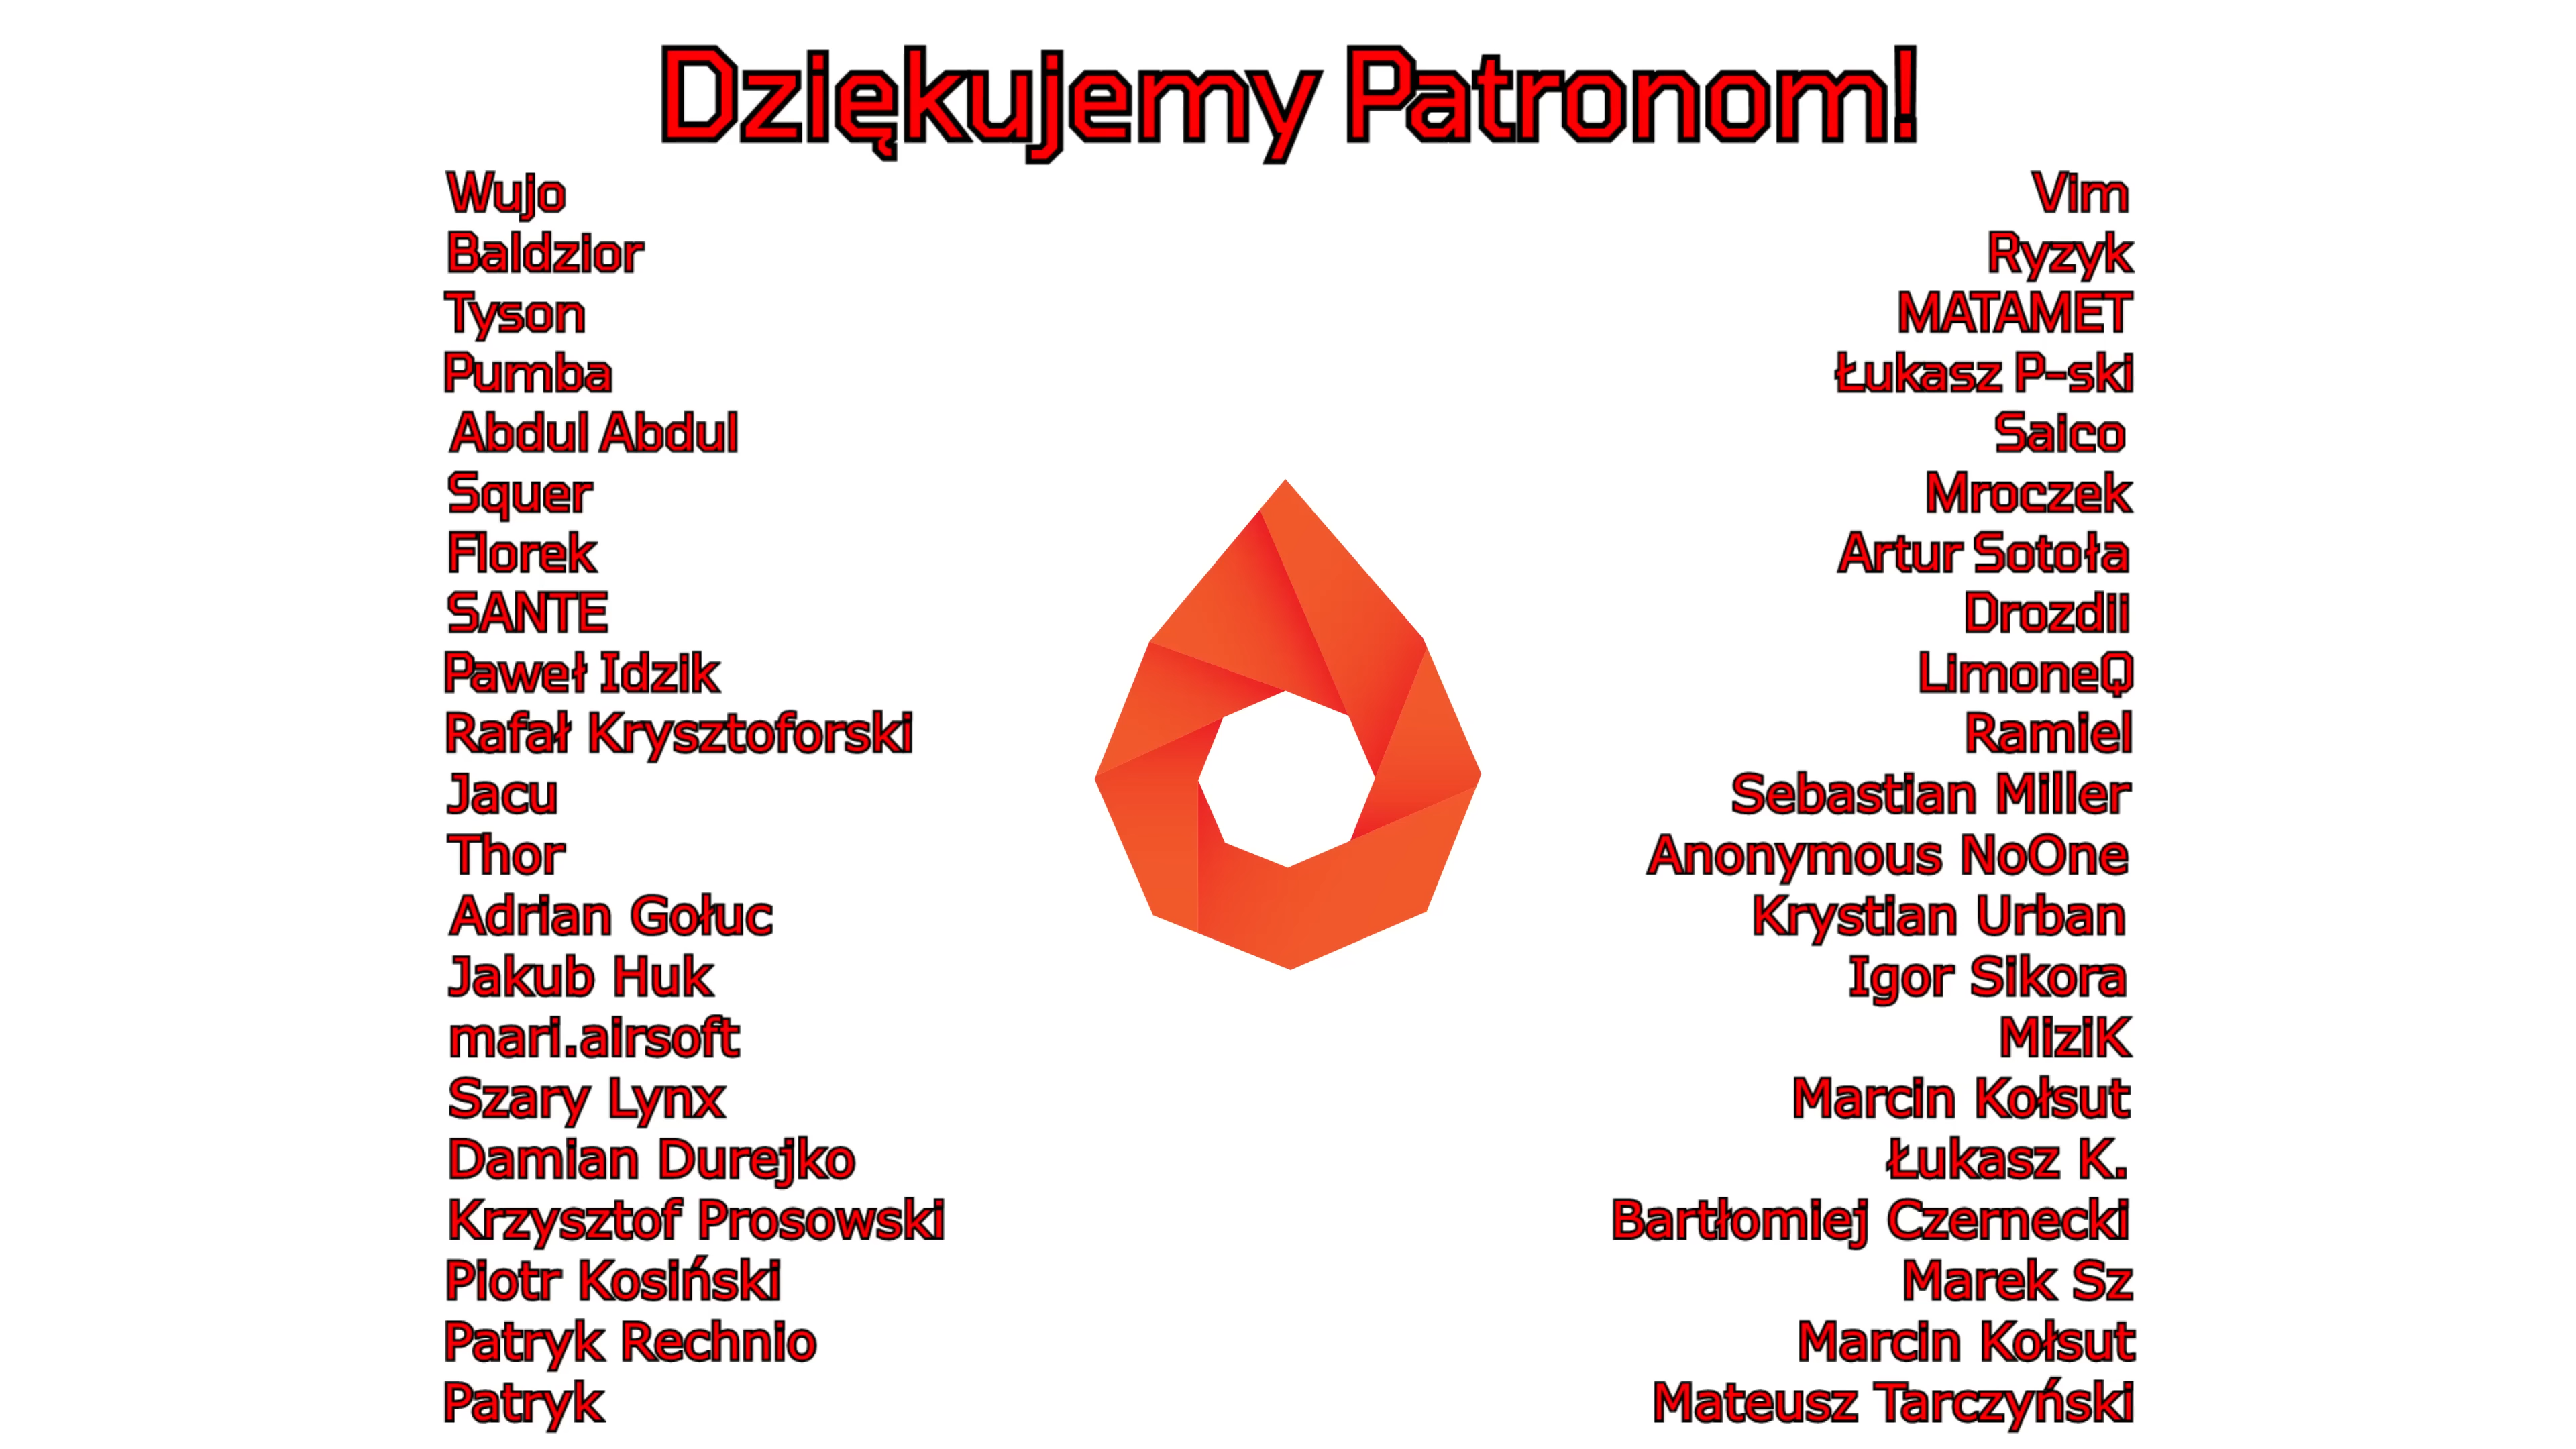 Dziękujemy Patronom!
Wujo
Baldzior
Tyson
Pumba
Abdul Abdul
Squer
Florek
SANTE
Paweł Idzik
Rafał Krysztoforski
Jacu
Thor
Adrian Gołuc
Jakub Huk
mari.airsoft
Szary Lynx
Damian Durejko
Krzysztof Prosowski
Piotr Kosiński
Patryk Rechnio
Patryk
Vim
Ryzyk
MATAMET
Łukasz P-ski
Saico
Mroczek
Artur Sotoła
Drozdii
LimoneQ
Ramiel
Sebastian Miller
Anonymous NoOne
Krystian Urban
Igor Sikora
MiziK
Marcin Kołsut
Łukasz K.
Bartłomiej Czernecki
Marek Sz
Marcin Kołsut
Mateusz Tarczyński